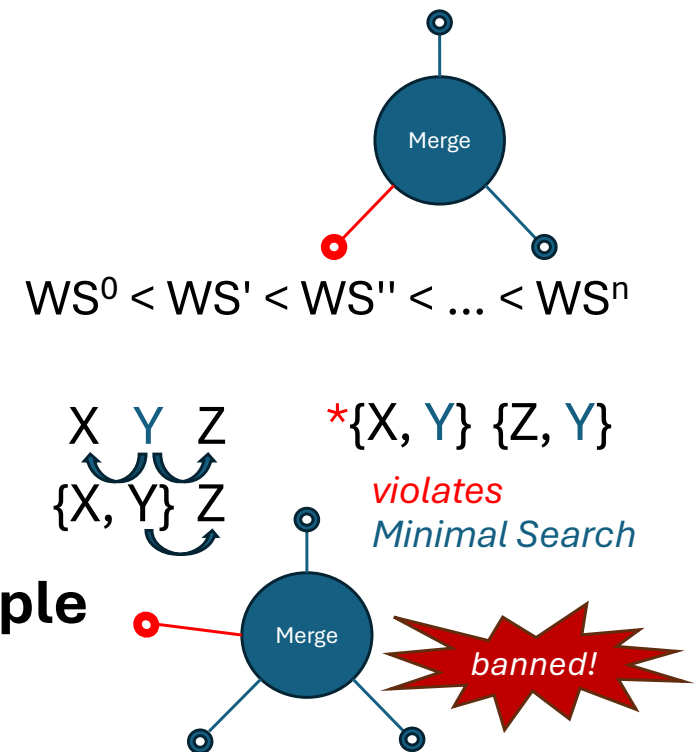 Merge
WS⁰ < WS' < WS'' < ... < WSⁿ
X Y Z
*{X, Y} {Z, Y}
{X, Y} Z
violates
Minimal Search
ple
Merge
banned!